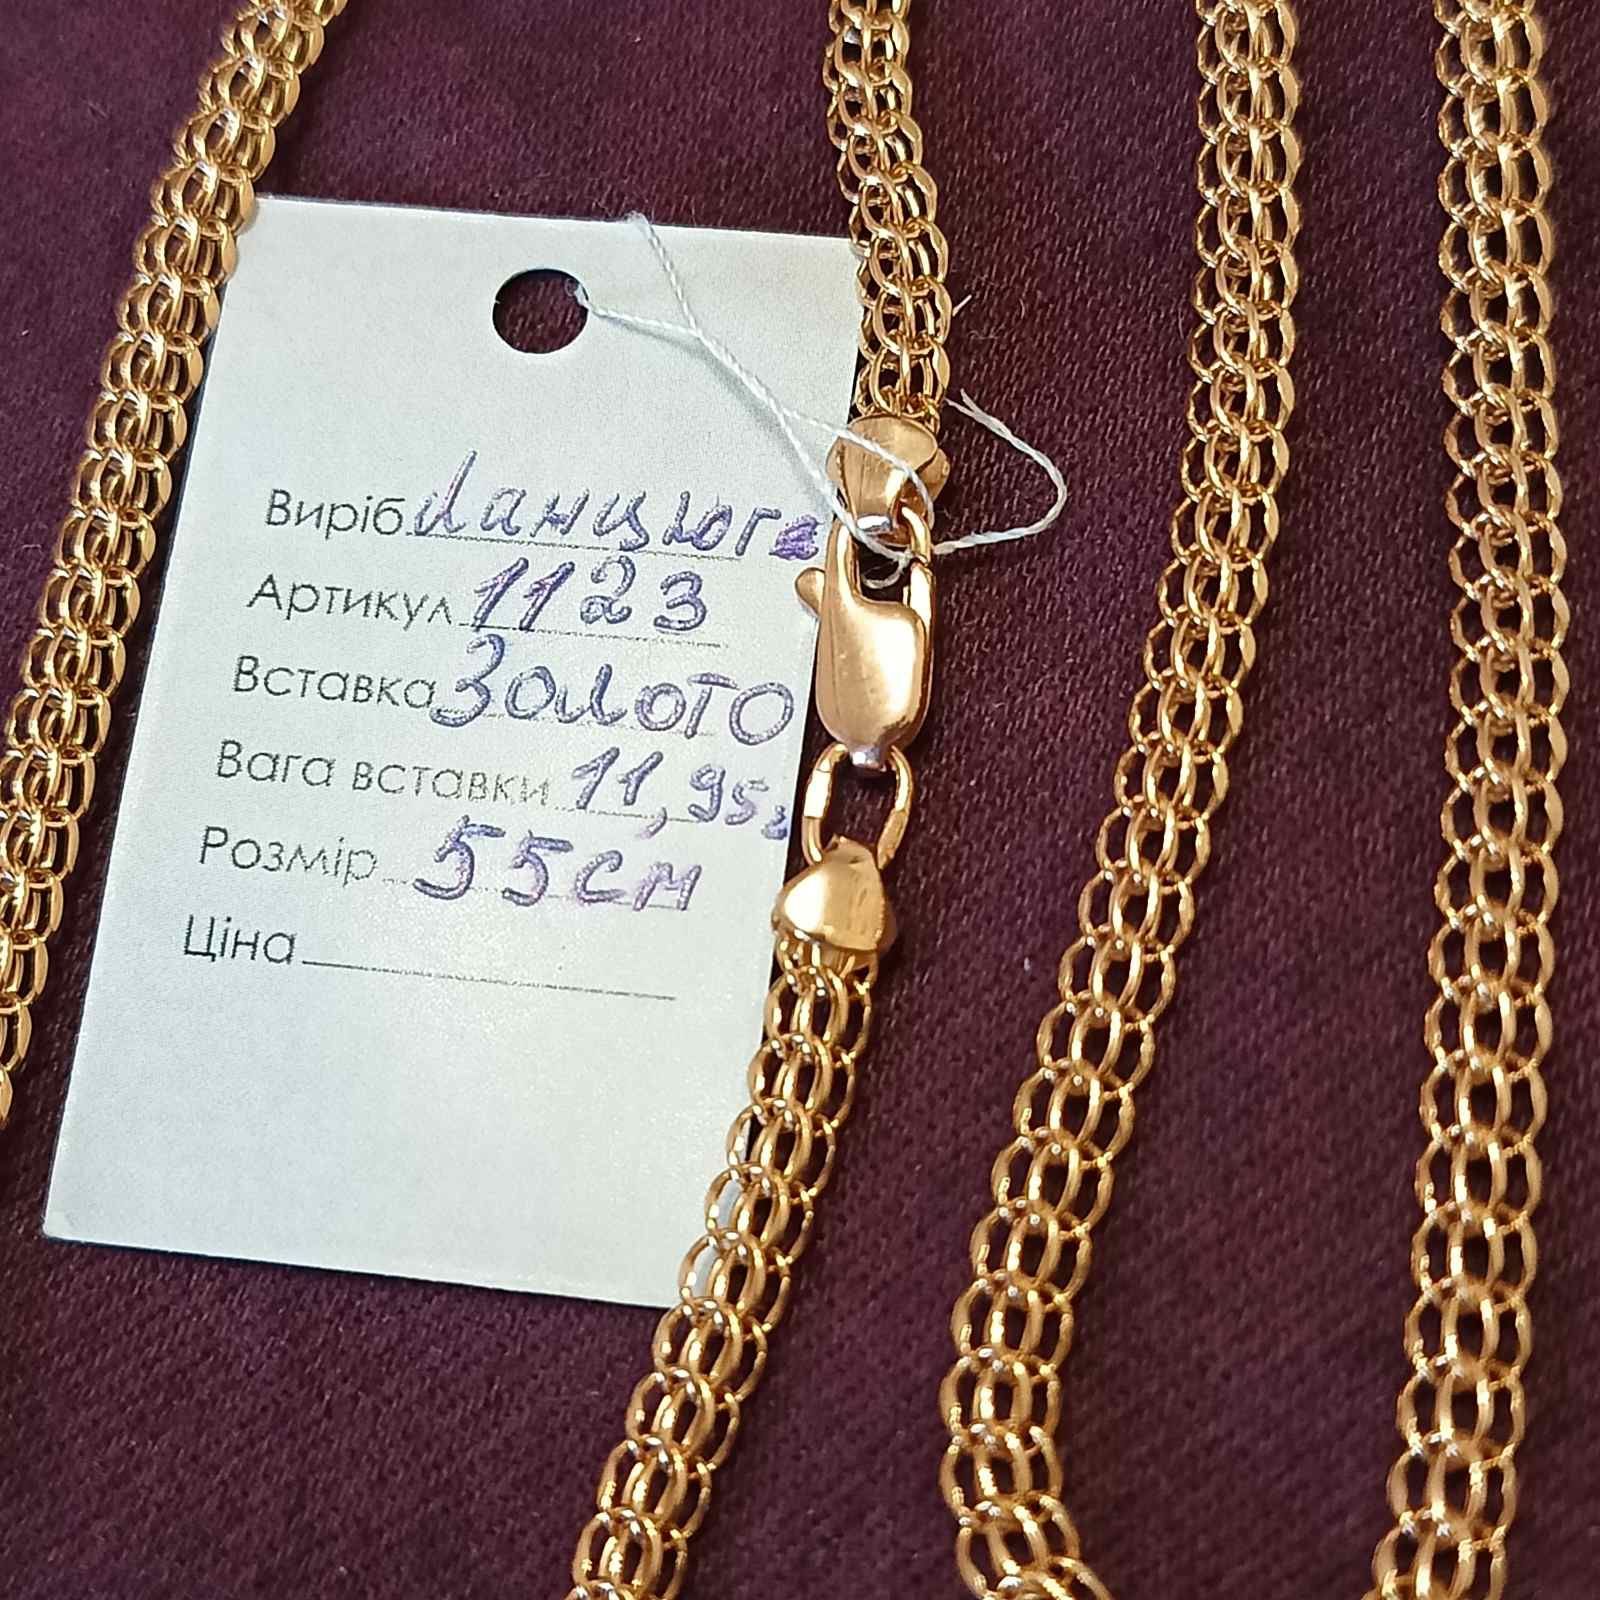 Виріб Ланцюга
Артикул 1123
Вставка Золото
Вага вставки 11,95г
Розмір 55см
Ціна